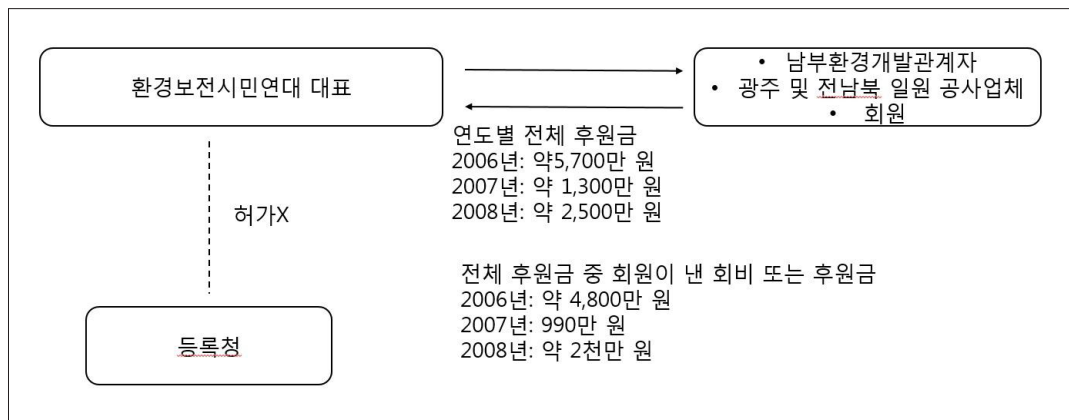 환경보전시민연대 대표
• 남부환경개발관계자
• 광주 및 전남북 일원 공사업체
• 회원
연도별 전체 후원금
2006년: 약5,700만 원
2007년: 약 1,300만 원
2008년: 약 2,500만 원
허가X
전체 후원금 중 회원이 낸 회비 또는 후원금
2006년: 약 4,800만 원
2007년: 990만 원
2008년: 약 2천만 원
등록청